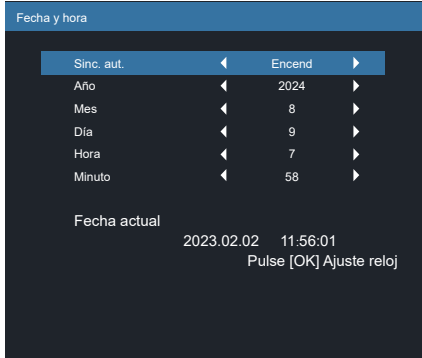 Fecha y hora
Sinc. aut. Encend
Año 2024
Mes 8
Día 9
Hora 7
Minuto 58
Fecha actual
2023.02.02 11:56:01
Pulse [OK] Ajuste reloj